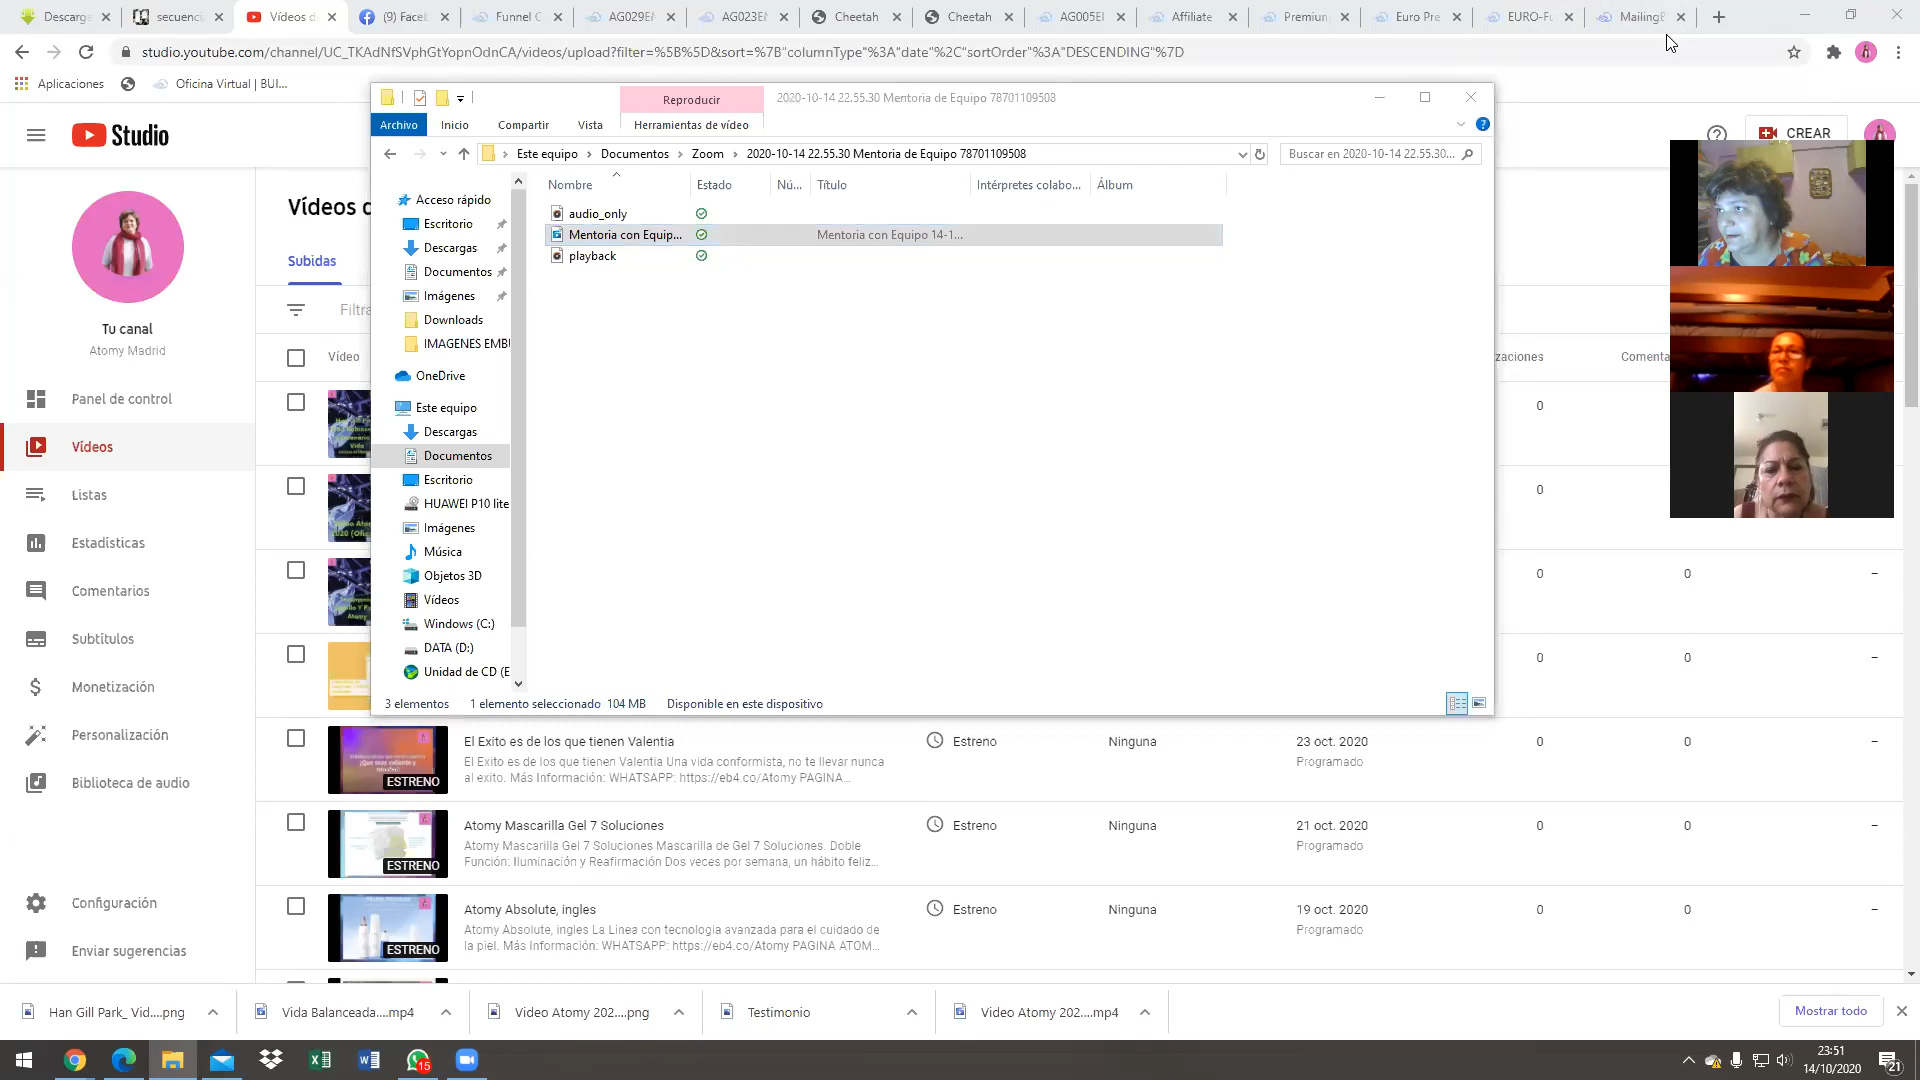 Descarge
secuenci
Vídeos d
(9) Faceb
Funnel C
AG029EN
AG023EN
Cheetah
Cheetah
AG005EI
Affiliate
Premium
Euro Pre
EURO-Fu
MailingB
studio.youtube.com/channel/UC_TKAdNfSVphGtYopnOdnCA/videos/upload?filter=%5B%5D&sort=%7B"columnType"%3A"date"%2C"sortOrder"%3A"DESCENDING"%7D
Aplicaciones
Oficina Virtual | BUI...
Reproducir
2020-10-14 22.55.30 Mentoria de Equipo 78701109508
Archivo
Inicio
Compartir
Vista
Herramientas de vídeo
Studio
CREAR
Este equipo
Documentos
Zoom
2020-10-14 22.55.30 Mentoria de Equipo 78701109508
Buscar en 2020-10-14 22.55.30...
Nombre
Estado
Nú...
Título
Intérpretes colabo...
Álbum
audio_only
Mentoria con Equip...
Mentoria con Equipo 14-1...
playback
Acceso rápido
Escritorio
Descargas
Documentos
Imágenes
Downloads
IMAGENES EMBU
OneDrive
Este equipo
Descargas
Documentos
Escritorio
HUAWEI P10 lite
Imágenes
Música
Objetos 3D
Vídeos
Windows (C:)
DATA (D:)
Unidad de CD (E
3 elementos
1 elemento seleccionado 104 MB
Disponible en este dispositivo
Tu canal
Atomy Madrid
Panel de control
Vídeos
Listas
Estadísticas
Comentarios
Subtítulos
Monetización
Personalización
Biblioteca de audio
Configuración
Enviar sugerencias
Vídeos d
Subidas
Filtra
Vídeo
zaciones
Comenta
0
0
0
0
–
0
0
–
ESTRENO
El Exito es de los que tienen Valentia
El Exito es de los que tienen Valentia Una vida conformista, no te llevar nunca
al exito. Más Información: WHATSAPP: https://eb4.co/Atomy PAGINA...
Estreno
Ninguna
23 oct. 2020
Programado
0
0
–
ESTRENO
Atomy Mascarilla Gel 7 Soluciones
Atomy Mascarilla Gel 7 Soluciones Mascarilla de Gel 7 Soluciones. Doble
Función: Iluminación y Reafirmación Dos veces por semana, un hábito feliz...
Estreno
Ninguna
21 oct. 2020
Programado
0
0
–
ESTRENO
Atomy Absolute, ingles
Atomy Absolute, ingles La Linea con tecnología avanzada para el cuidado de
la piel. Más Información: WHATSAPP: https://eb4.co/Atomy PAGINA ATOM...
Estreno
Ninguna
19 oct. 2020
Programado
0
0
–
Han Gill Park_ Vid....png
Vida Balanceada....mp4
Video Atomy 202....png
Testimonio
Video Atomy 202....mp4
Mostrar todo
15
23:51
14/10/2020
21